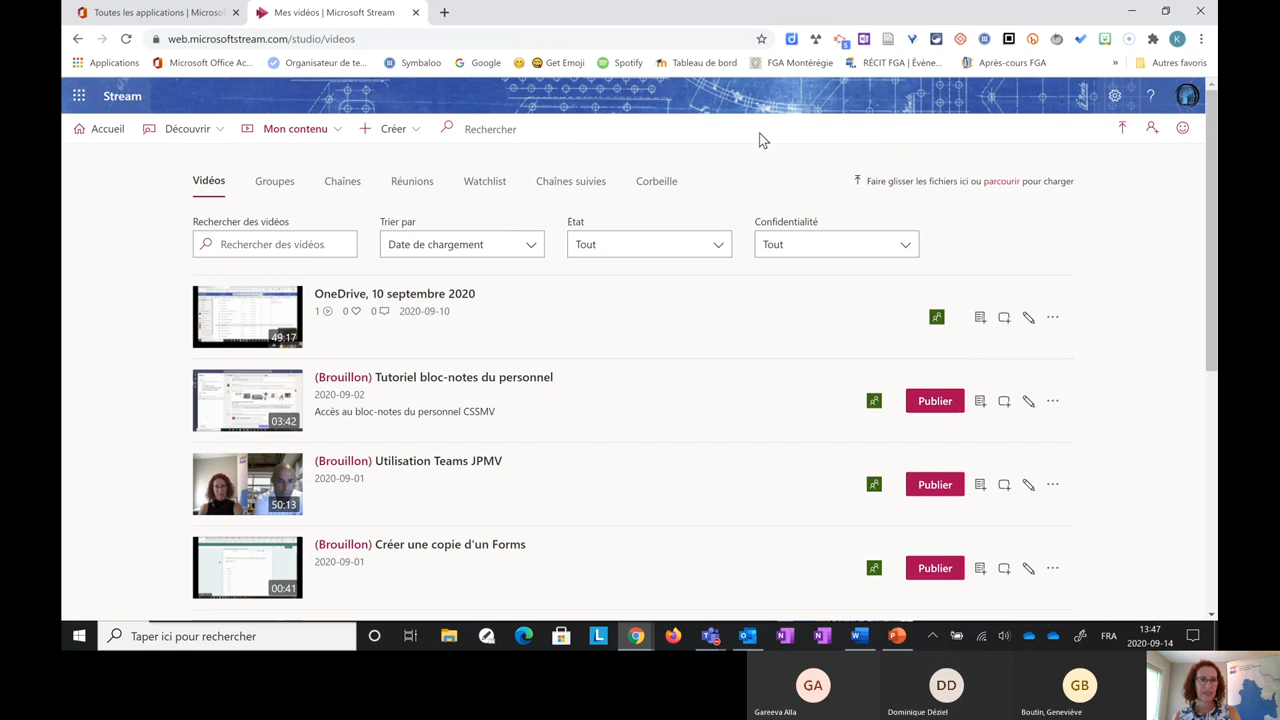 Toutes les applications | Microsof
Mes vidéos | Microsoft Stream
web.microsoftstream.com/studio/videos
Applications
Microsoft Office Ac...
Organisateur de te...
Symbaloo
Google
Get Emoji
Spotify
Tableau de bord
FGA Montérégie
RÉCIT FGA | Évène...
Après-cours FGA
»
Autres favoris
Stream
Accueil
Découvrir
Mon contenu
Créer
Rechercher
Vidéos
Groupes
Chaînes
Réunions
Watchlist
Chaînes suivies
Corbeille
Faire glisser les fichiers ici ou parcourir pour charger
Rechercher des vidéos
Trier par
État
Confidentialité
Rechercher des vidéos
Date de chargement
Tout
Tout
OneDrive, 10 septembre 2020
1 0 0 2020-09-10
49:17
(Brouillon) Tutoriel bloc-notes du personnel
2020-09-02
Accès au bloc-notes du personnel CSSMV
03:42
Publier
(Brouillon) Utilisation Teams JPMV
2020-09-01
50:13
Publier
(Brouillon) Créer une copie d'un Forms
2020-09-01
00:41
Publier
Taper ici pour rechercher
FRA
13:47
2020-09-14
GA
DD
GB
Gareeva Alla
Dominique Déziel
Boutin, Geneviève